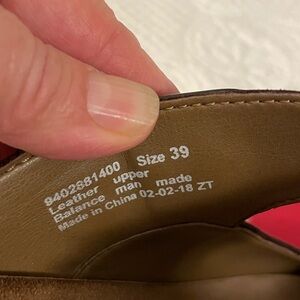 9402881400 Size 39
Leather upper
Balance man made
Made in China 02-02-18 ZT